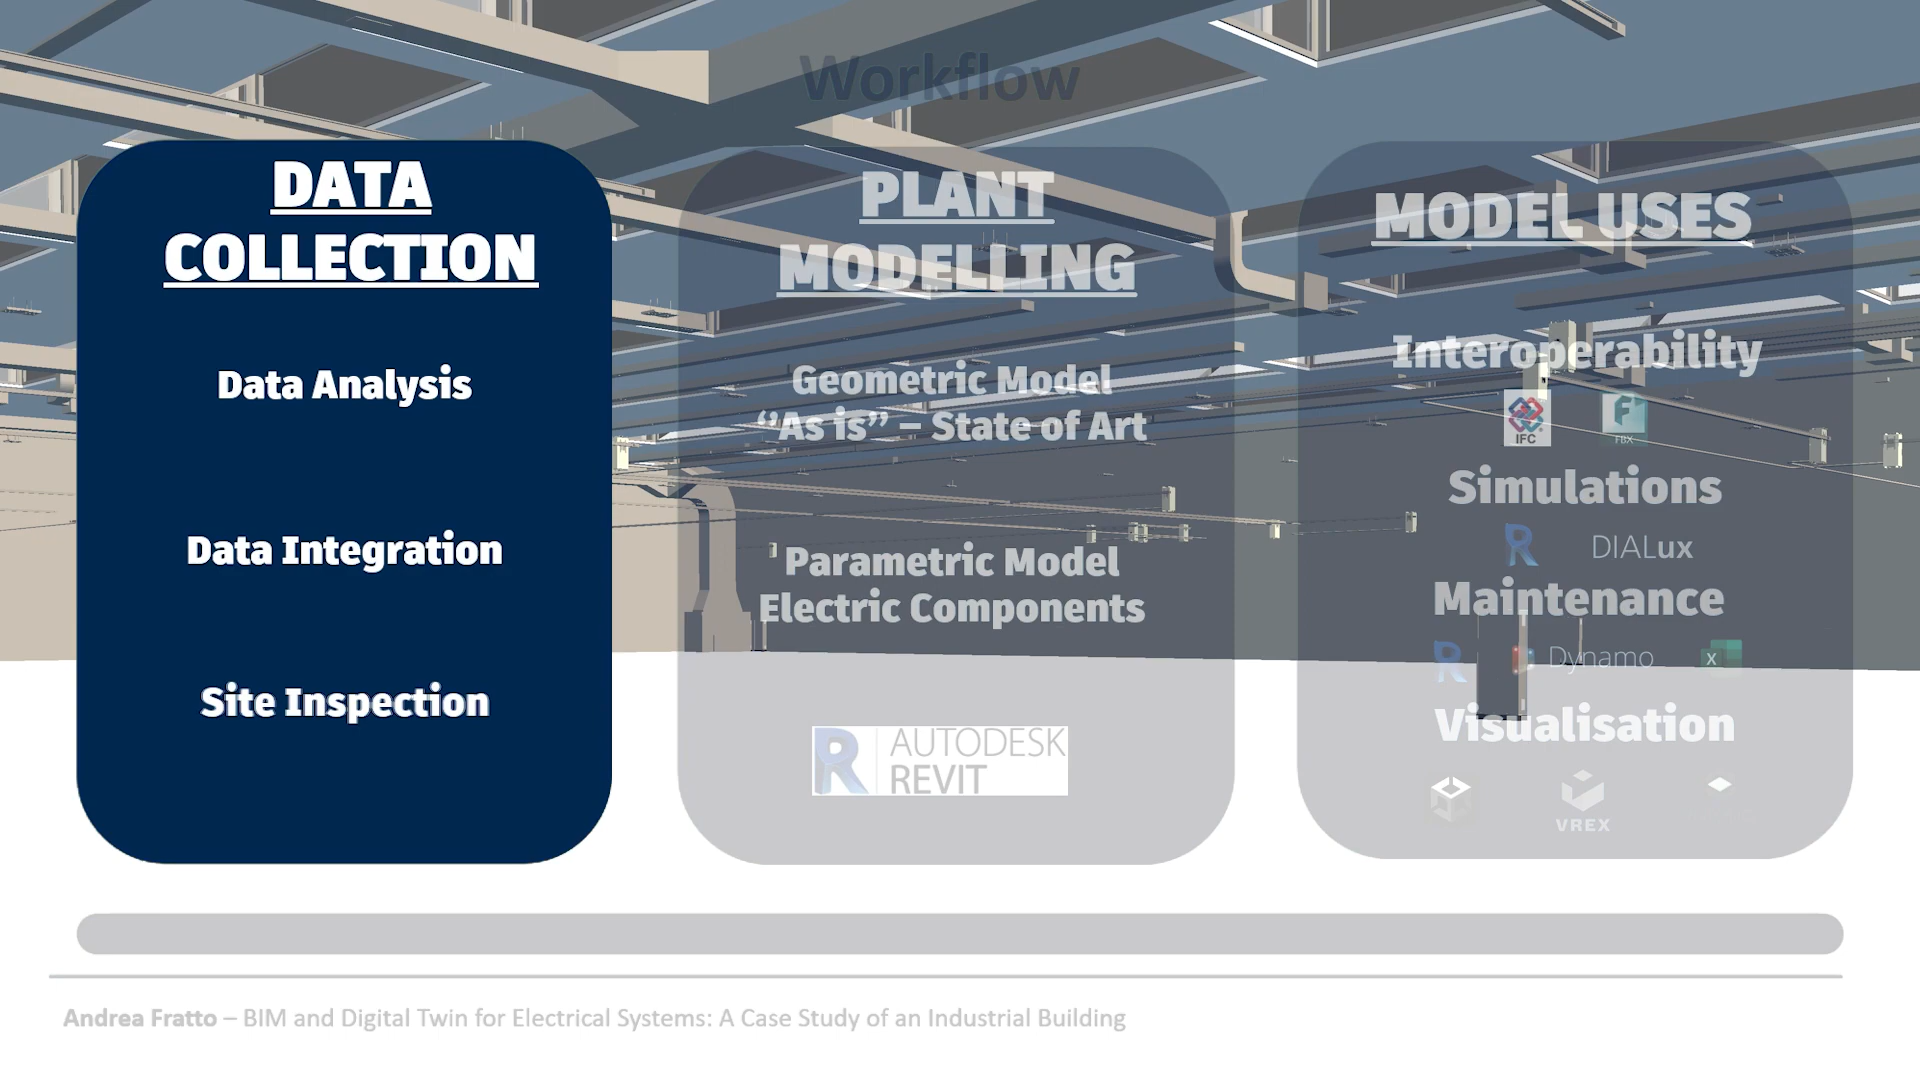 Workflow
DATA
COLLECTION
Data Analysis
Data Integration
Site Inspection
PLANT
MODELLING
Geometric Model
“As is” – State of Art
Parametric Model
Electric Components
AUTODESK
REVIT
MODEL USES
Interoperability
IFC
FBX
Simulations
DIALux
Maintenance
Dynamo
Visualisation
VREX
Andrea Fratto – BIM and Digital Twin for Electrical Systems: A Case Study of an Industrial Building